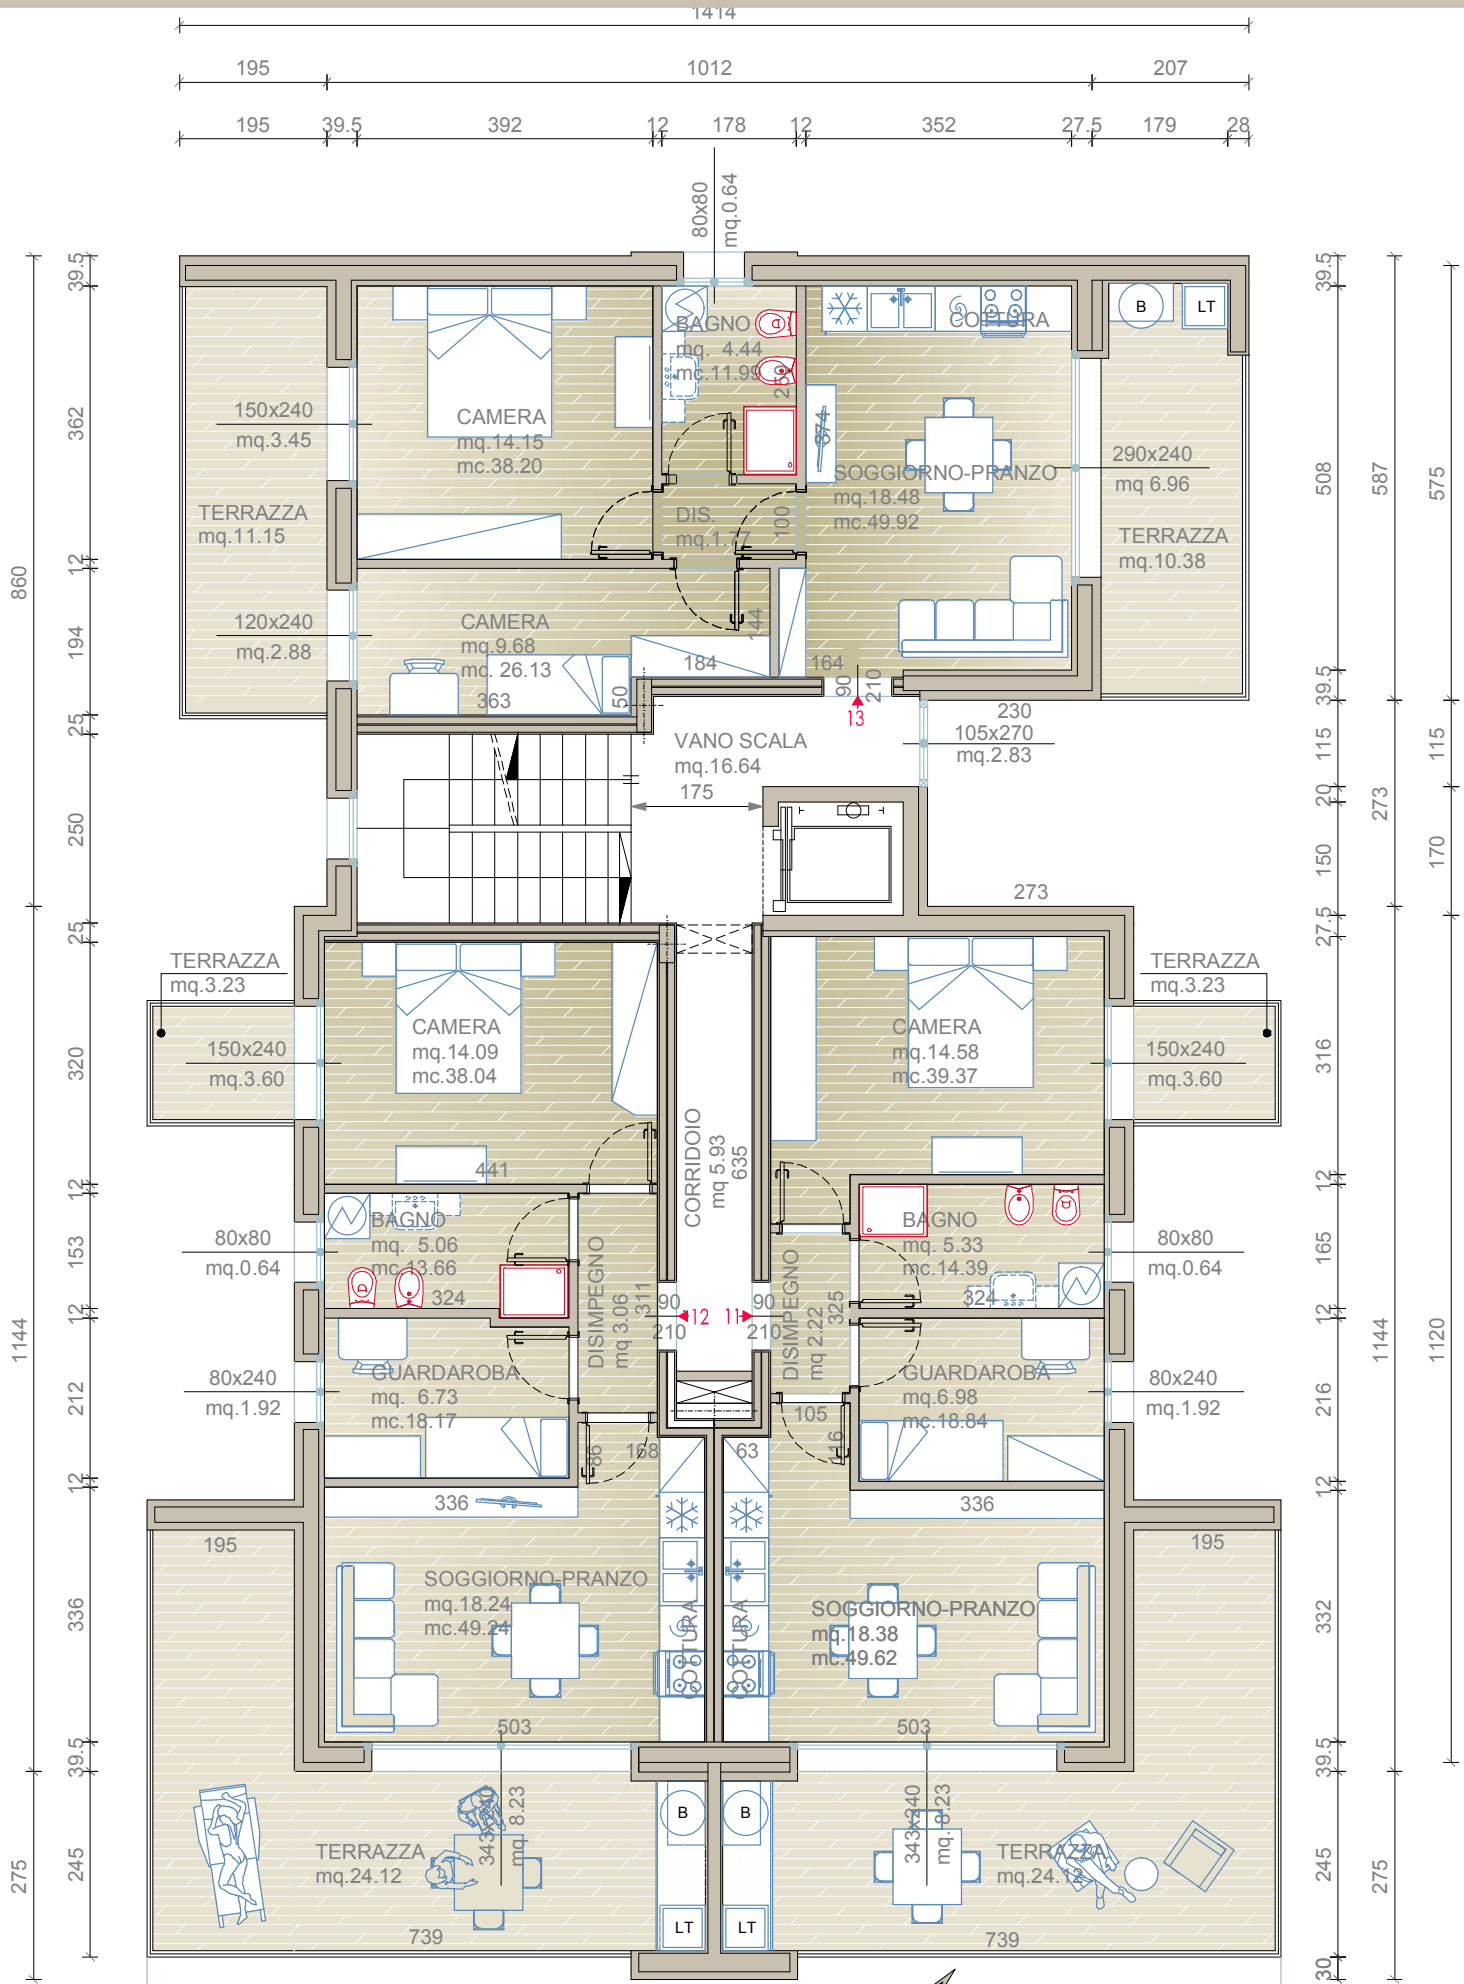 1414
195
1012
207
195
39.5
392
12
178
12
352
27.5
179
28
80x80
mq.0.64
39.5
362
12
194
25
250
25
320
12
153
12
212
12
336
39.5
245
860
1144
275
39.5
508
39.5
115
20
150
27.5
316
12
165
12
216
12
332
39.5
245
30
587
273
1144
275
575
115
170
1120
BAGNO
mq. 4.44
mc.11.99
250
COTTURA
B
LT
150x240
mq.3.45
CAMERA
mq.14.15
mc.38.20
374
SOGGIORNO-PRANZO
mq.18.48
mc.49.92
290x240
mq 6.96
TERRAZZA
mq.11.15
DIS.
mq.1.77
100
TERRAZZA
mq.10.38
120x240
mq.2.88
CAMERA
mq.9.68
mc. 26.13
144
184
164
363
50
90
210
13
230
105x270
mq.2.83
VANO SCALA
mq.16.64
175
273
TERRAZZA
mq.3.23
TERRAZZA
mq.3.23
150x240
mq.3.60
CAMERA
mq.14.09
mc.38.04
CAMERA
mq.14.58
mc.39.37
150x240
mq.3.60
CORRIDOIO
mq 5.93
635
441
80x80
mq.0.64
BAGNO
mq. 5.06
mc.13.66
324
DISIMPEGNO
mq 3.06
311
90
210
12
11
90
210
DISIMPEGNO
mq 2.22
325
BAGNO
mq. 5.33
mc.14.39
324
80x80
mq.0.64
80x240
mq.1.92
GUARDAROBA
mq. 6.73
mc.18.17
GUARDAROBA
mq.6.98
mc.18.84
80x240
mq.1.92
105
116
86
168
63
336
336
195
195
SOGGIORNO-PRANZO
mq.18.24
mc.49.24
COTTURA
COTTURA
SOGGIORNO-PRANZO
mq.18.38
mc.49.62
503
503
343x240
mq. 8.23
B
B
343x240
mq. 8.23
TERRAZZA
mq.24.12
TERRAZZA
mq.24.12
LT
LT
739
739